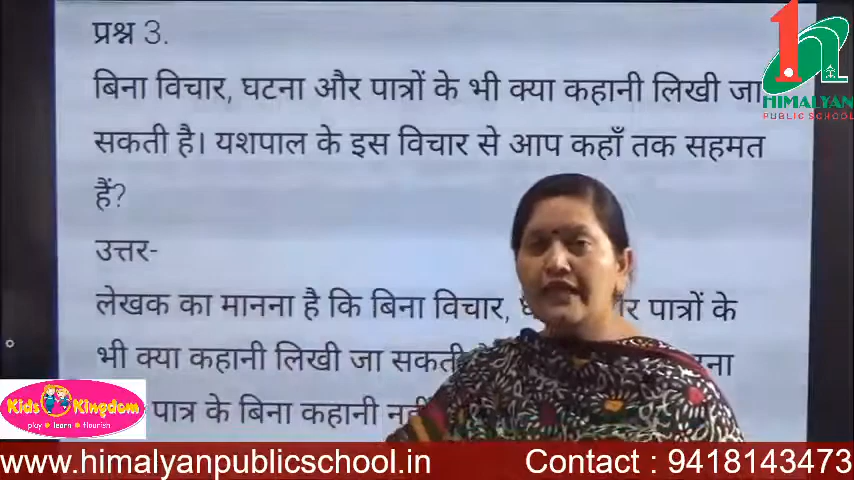 प्रश्न 3.
बिना विचार, घटना और पात्रों के भी क्या कहानी लिखी जा
सकती है। यशपाल के इस विचार से आप कहाँ तक सहमत
हैं?
उत्तर-
लेखक का मानना है कि बिना विचार, पात्रों के
भी क्या कहानी लिखी जा
पात्र के बिना कहानी
1
HIMALYAN
PUBLIC SCHOOL
Kids Kingdom
play learn flourish
www.himalyanpublicschool.in Contact : 9418143473